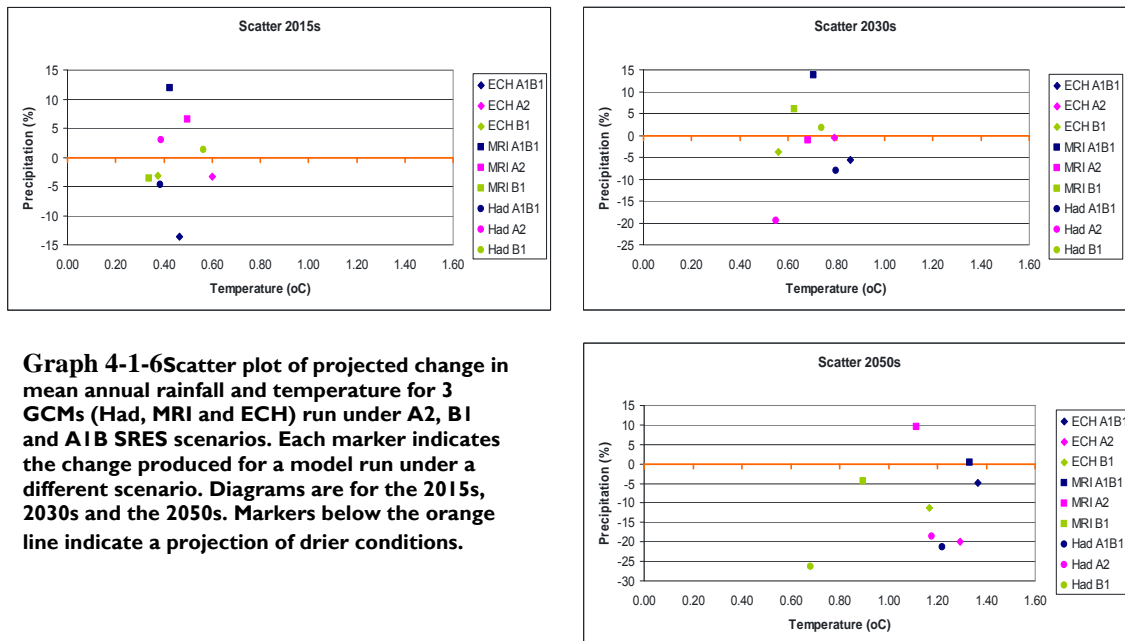 Scatter 2015s
15
10
5
0
-5
-10
-15
0.00 0.20 0.40 0.60 0.80 1.00 1.20 1.40 1.60
Precipitation (%)
Temperature (oC)
ECH A1B1
ECH A2
ECH B1
MRI A1B1
MRI A2
MRI B1
Had A1B1
Had A2
Had B1
Scatter 2030s
15
10
5
0
-5
-10
-15
-20
-25
0.00 0.20 0.40 0.60 0.80 1.00 1.20 1.40 1.60
Precipitation (%)
Temperature (oC)
ECH A1B1
ECH A2
ECH B1
MRI A1B1
MRI A2
MRI B1
Had A1B1
Had A2
Had B1
Graph 4-1-6Scatter plot of projected change in
mean annual rainfall and temperature for 3
GCMs (Had, MRI and ECH) run under A2, B1
and A1B SRES scenarios. Each marker indicates
the change produced for a model run under a
different scenario. Diagrams are for the 2015s,
2030s and the 2050s. Markers below the orange
line indicate a projection of drier conditions.
Scatter 2050s
15
10
5
0
-5
-10
-15
-20
-25
-30
0.00 0.20 0.40 0.60 0.80 1.00 1.20 1.40 1.60
Precipitation (%)
Temperature (oC)
ECH A1B1
ECH A2
ECH B1
MRI A1B1
MRI A2
MRI B1
Had A1B1
Had A2
Had B1